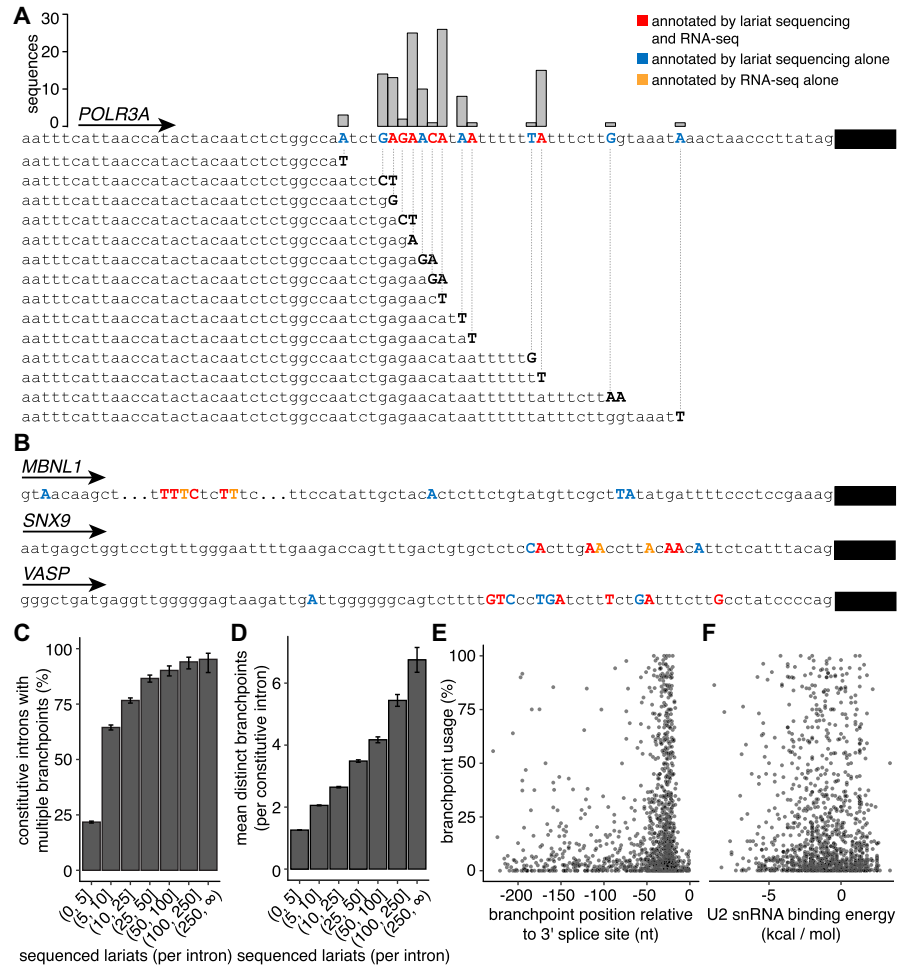 A
30
20
10
0
sequences
annotated by lariat sequencing
and RNA-seq
annotated by lariat sequencing alone
annotated by RNA-seq alone
POLR3A
aatttcattaaccatactacaatctctggccaAtctGAGAACAtAAtttttTAtttcttGgtaaatAaactaacccttatag
aatttcattaaccatactacaatctctggccaT
aatttcattaaccatactacaatctctggccaatctCT
aatttcattaaccatactacaatctctggccaatctgG
aatttcattaaccatactacaatctctggccaatctgaCT
aatttcattaaccatactacaatctctggccaatctgagA
aatttcattaaccatactacaatctctggccaatctgagaGA
aatttcattaaccatactacaatctctggccaatctgagaaGA
aatttcattaaccatactacaatctctggccaatctgagaacT
aatttcattaaccatactacaatctctggccaatctgagaacatT
aatttcattaaccatactacaatctctggccaatctgagaacataT
aatttcattaaccatactacaatctctggccaatctgagaacataatttttG
aatttcattaaccatactacaatctctggccaatctgagaacataattttttT
aatttcattaaccatactacaatctctggccaatctgagaacataattttttatttcttAA
aatttcattaaccatactacaatctctggccaatctgagaacataattttttatttcttggtaaatT
B
MBNL1
gtAacaagct...tTTTCtcTTtc...ttccatattgctacActcttctgtatgttcgctTAtatgattttccctccgaaag
SNX9
aatgagctggtcctgtttgggaattttgaagaccagtttgactgtgctctcCActtgAAccttAcAAcAttctcatttacag
VASP
gggctgatgaggttgggggagtaagattgAttggggggcagtcttttGTCccTGAtctttTctGAtttcttGcctatccccag
C
constitutive introns with
multiple branchpoints (%)
100
75
50
25
0
(0, 5]
(5, 10]
(10, 25]
(25, 50]
(50, 100]
(100, 250]
(250, ∞)
sequenced lariats (per intron)
D
mean distinct branchpoints
(per constitutive intron)
6
4
2
0
(0, 5]
(5, 10]
(10, 25]
(25, 50]
(50, 100]
(100, 250]
(250, ∞)
sequenced lariats (per intron)
E
branchpoint usage (%)
100
75
50
25
0
-200 -150 -100 -50 0
branchpoint position relative
to 3' splice site (nt)
F
-5 0
U2 snRNA binding energy
(kcal / mol)